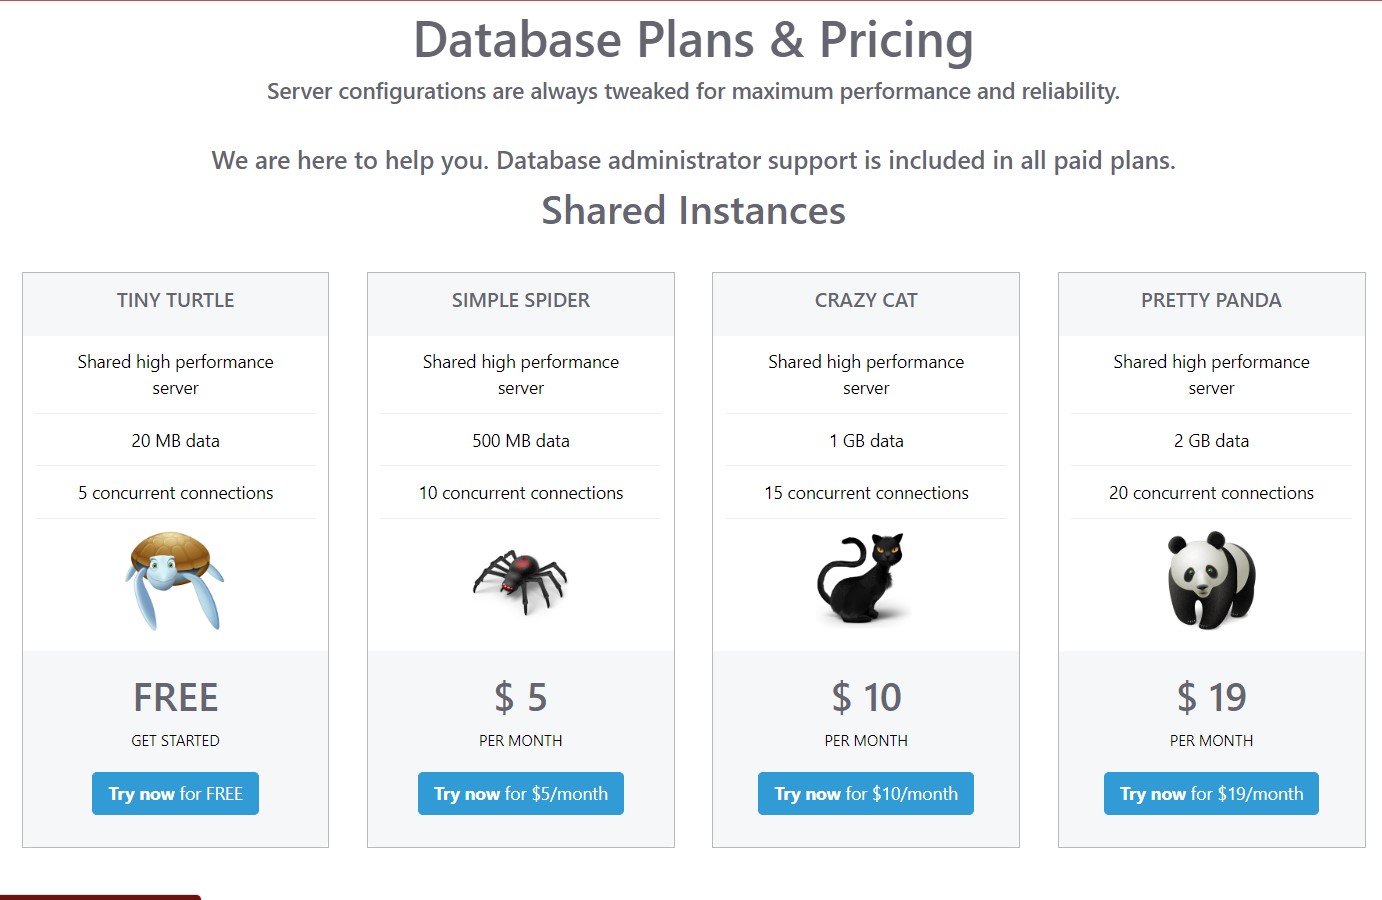 Database Plans & Pricing
Server configurations are always tweaked for maximum performance and reliability.
We are here to help you. Database administrator support is included in all paid plans.
Shared Instances
TINY TURTLE
Shared high performance
server
20 MB data
5 concurrent connections
FREE
GET STARTED
Try now for FREE
SIMPLE SPIDER
Shared high performance
server
500 MB data
10 concurrent connections
$ 5
PER MONTH
Try now for $5/month
CRAZY CAT
Shared high performance
server
1 GB data
15 concurrent connections
$ 10
PER MONTH
Try now for $10/month
PRETTY PANDA
Shared high performance
server
2 GB data
20 concurrent connections
$ 19
PER MONTH
Try now for $19/month